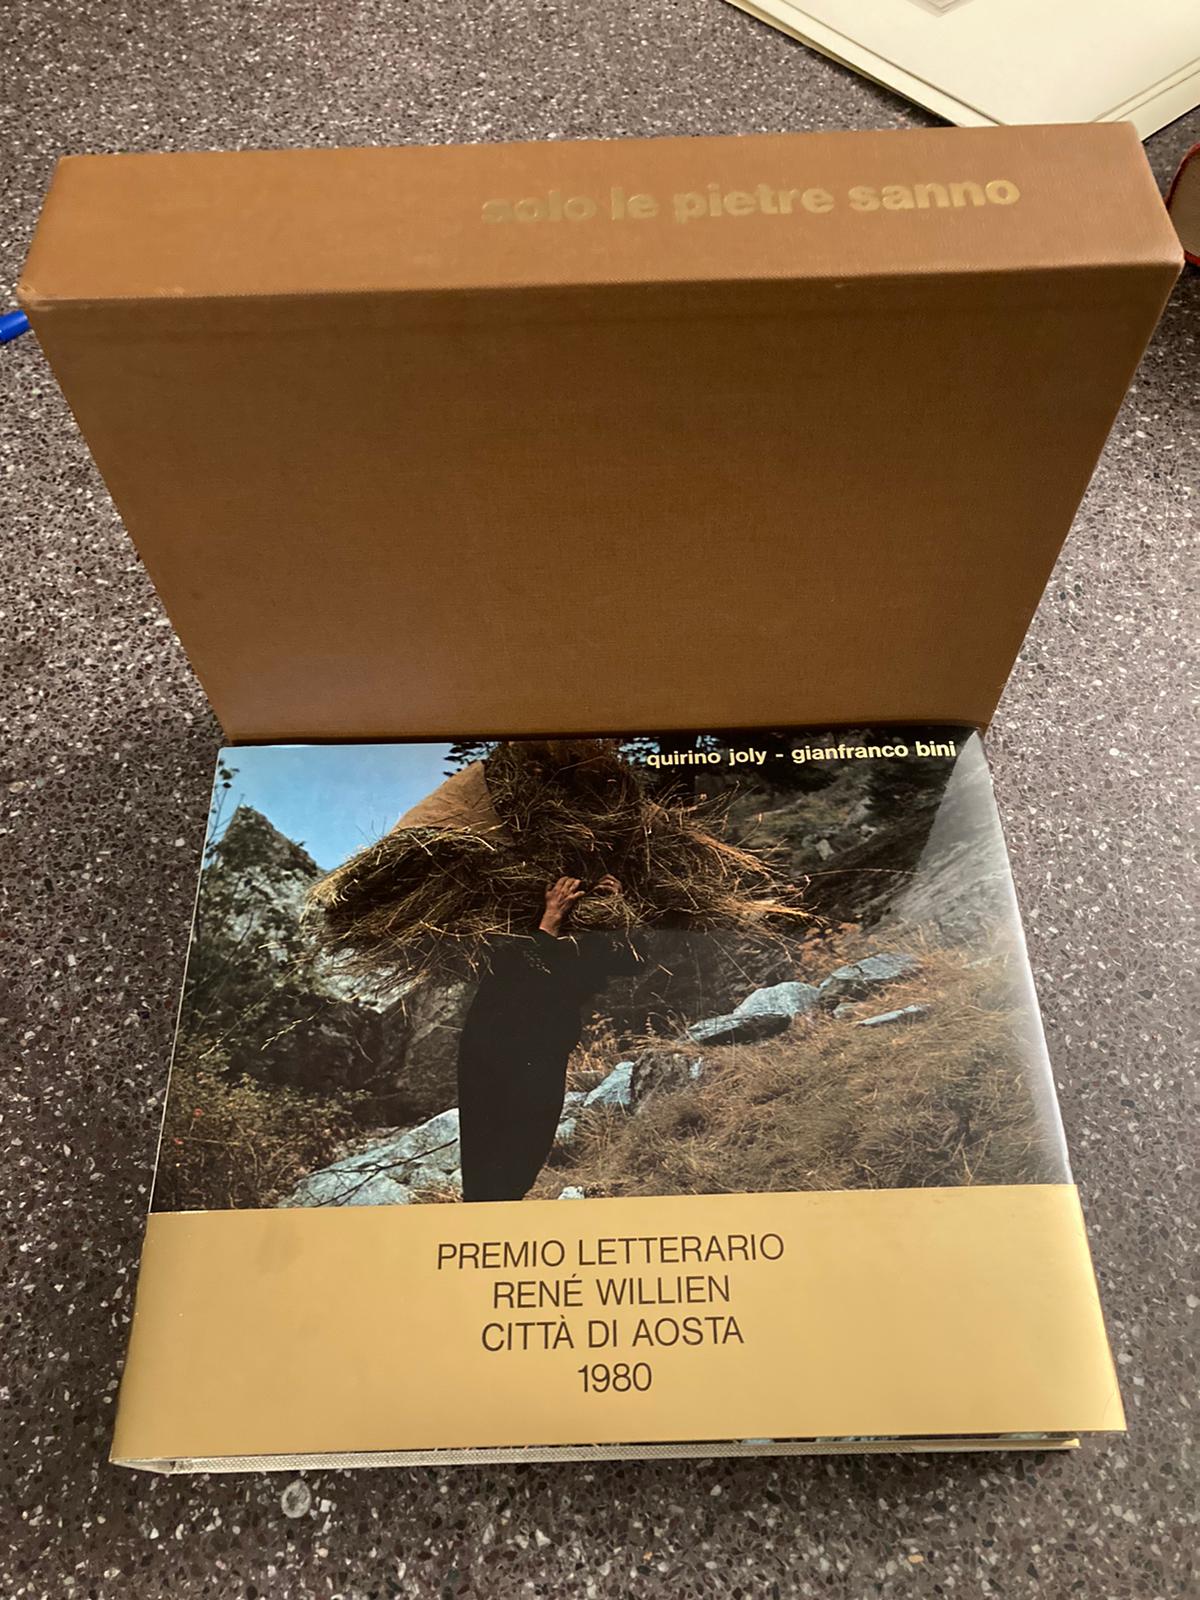 solo le pietre sanno
quirino joly - gianfranco bini
PREMIO LETTERARIO
RENÉ WILLIEN
CITTÀ DI AOSTA
1980